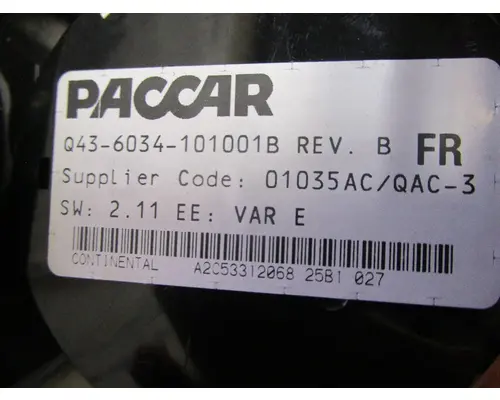 PACCAR
Q43-6034-101001B REV. B FR
Supplier Code: 01035AC/QAC-3
SW: 2.11 EE: VAR E
CONTINENTAL A2C53312068 25B1 027